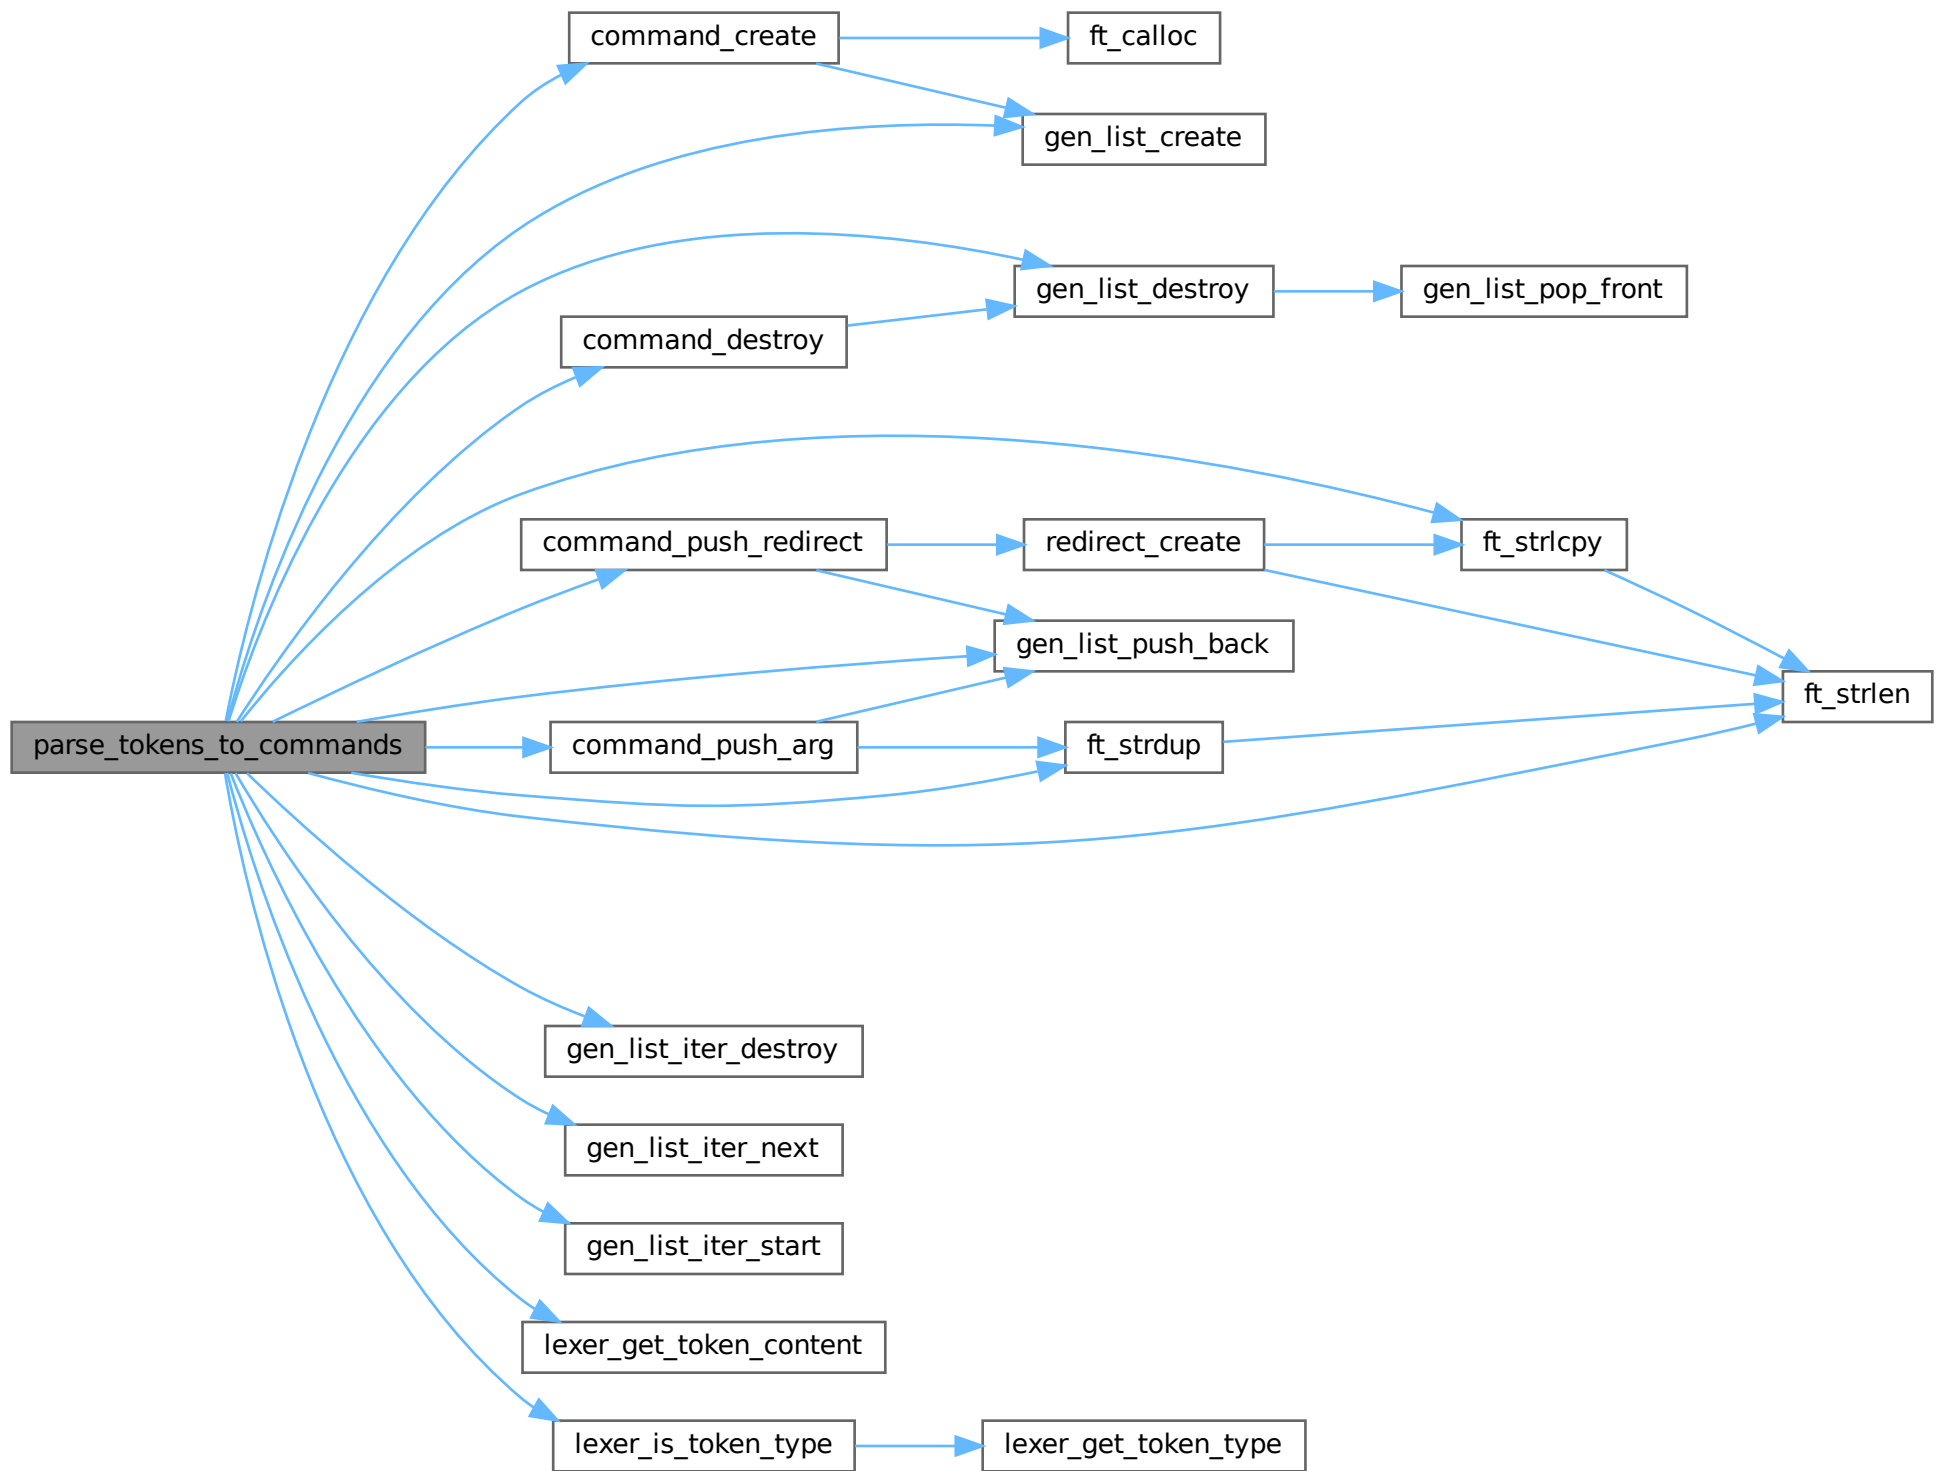 command_create
ft_calloc
gen_list_create
gen_list_destroy
gen_list_pop_front
command_destroy
command_push_redirect
redirect_create
ft_strlcpy
gen_list_push_back
ft_strlen
parse_tokens_to_commands
command_push_arg
ft_strdup
gen_list_iter_destroy
gen_list_iter_next
gen_list_iter_start
lexer_get_token_content
lexer_is_token_type
lexer_get_token_type